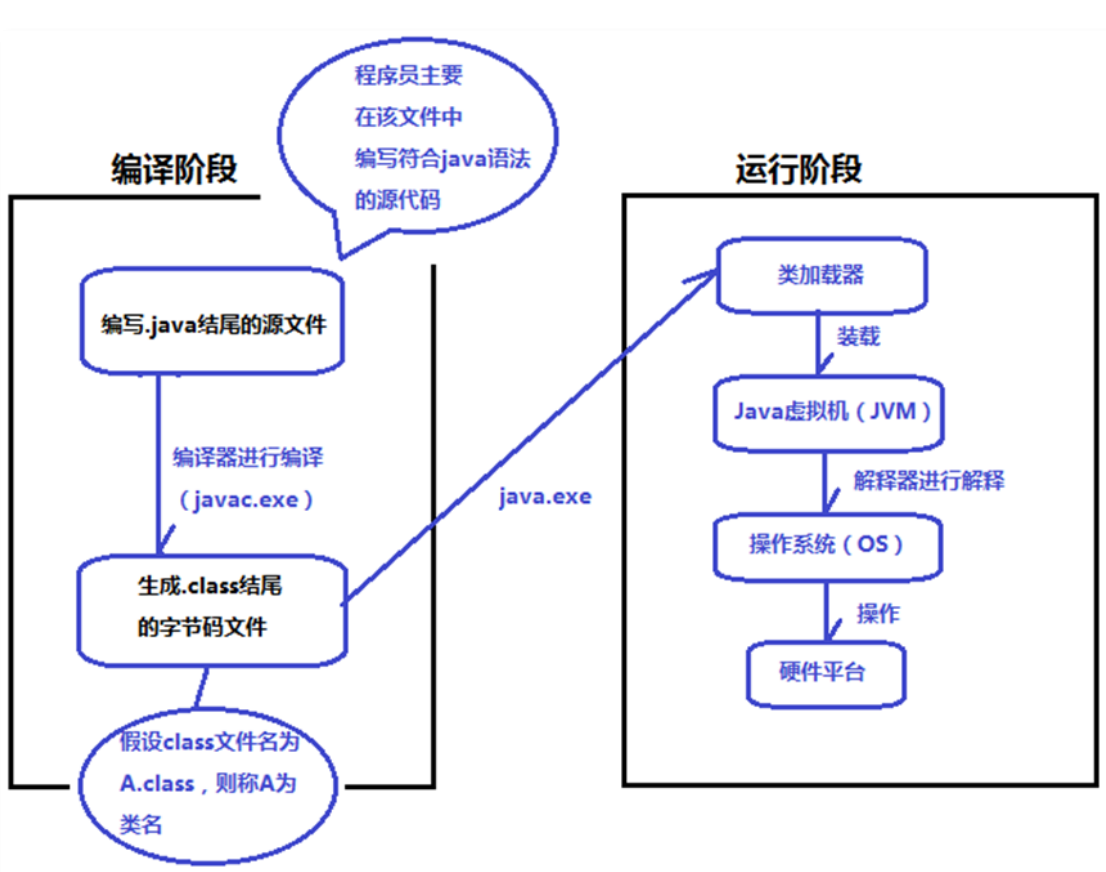 程序员主要
在该文件中
编写符合java语法
的源代码
编译阶段
编写.java结尾的源文件
编译器进行编译
（javac.exe）
生成.class结尾
的字节码文件
假设class文件名为
A.class，则称A为
类名
java.exe
运行阶段
类加载器
装载
Java虚拟机（JVM）
解释器进行解释
操作系统（OS）
操作
硬件平台